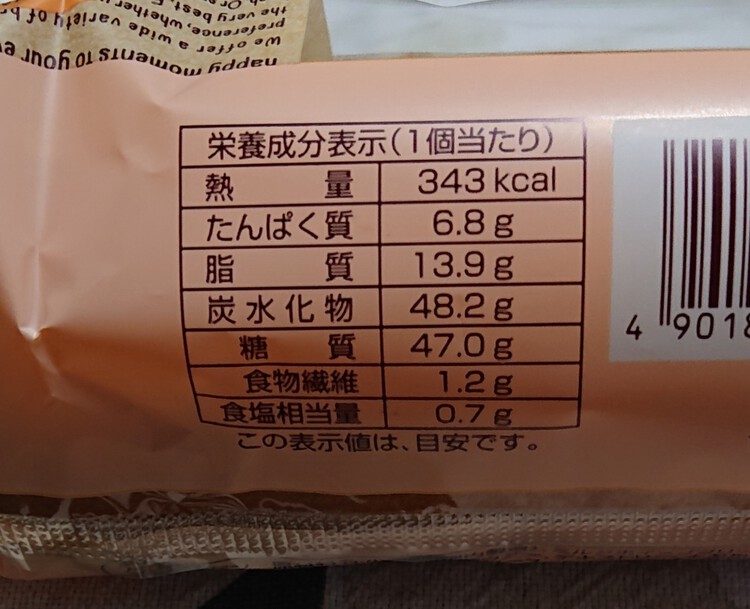 h Or
the very best. E
preference, whether
We offer a wide variety of b
happy moments to your
栄養成分表示(1個当たり)
熱量 343kcal
たんぱく質 6.8g
脂質 13.9g
炭水化物 48.2g
糖質 47.0g
食物繊維 1.2g
食塩相当量 0.7g
この表示値は、目安です。
4 9018